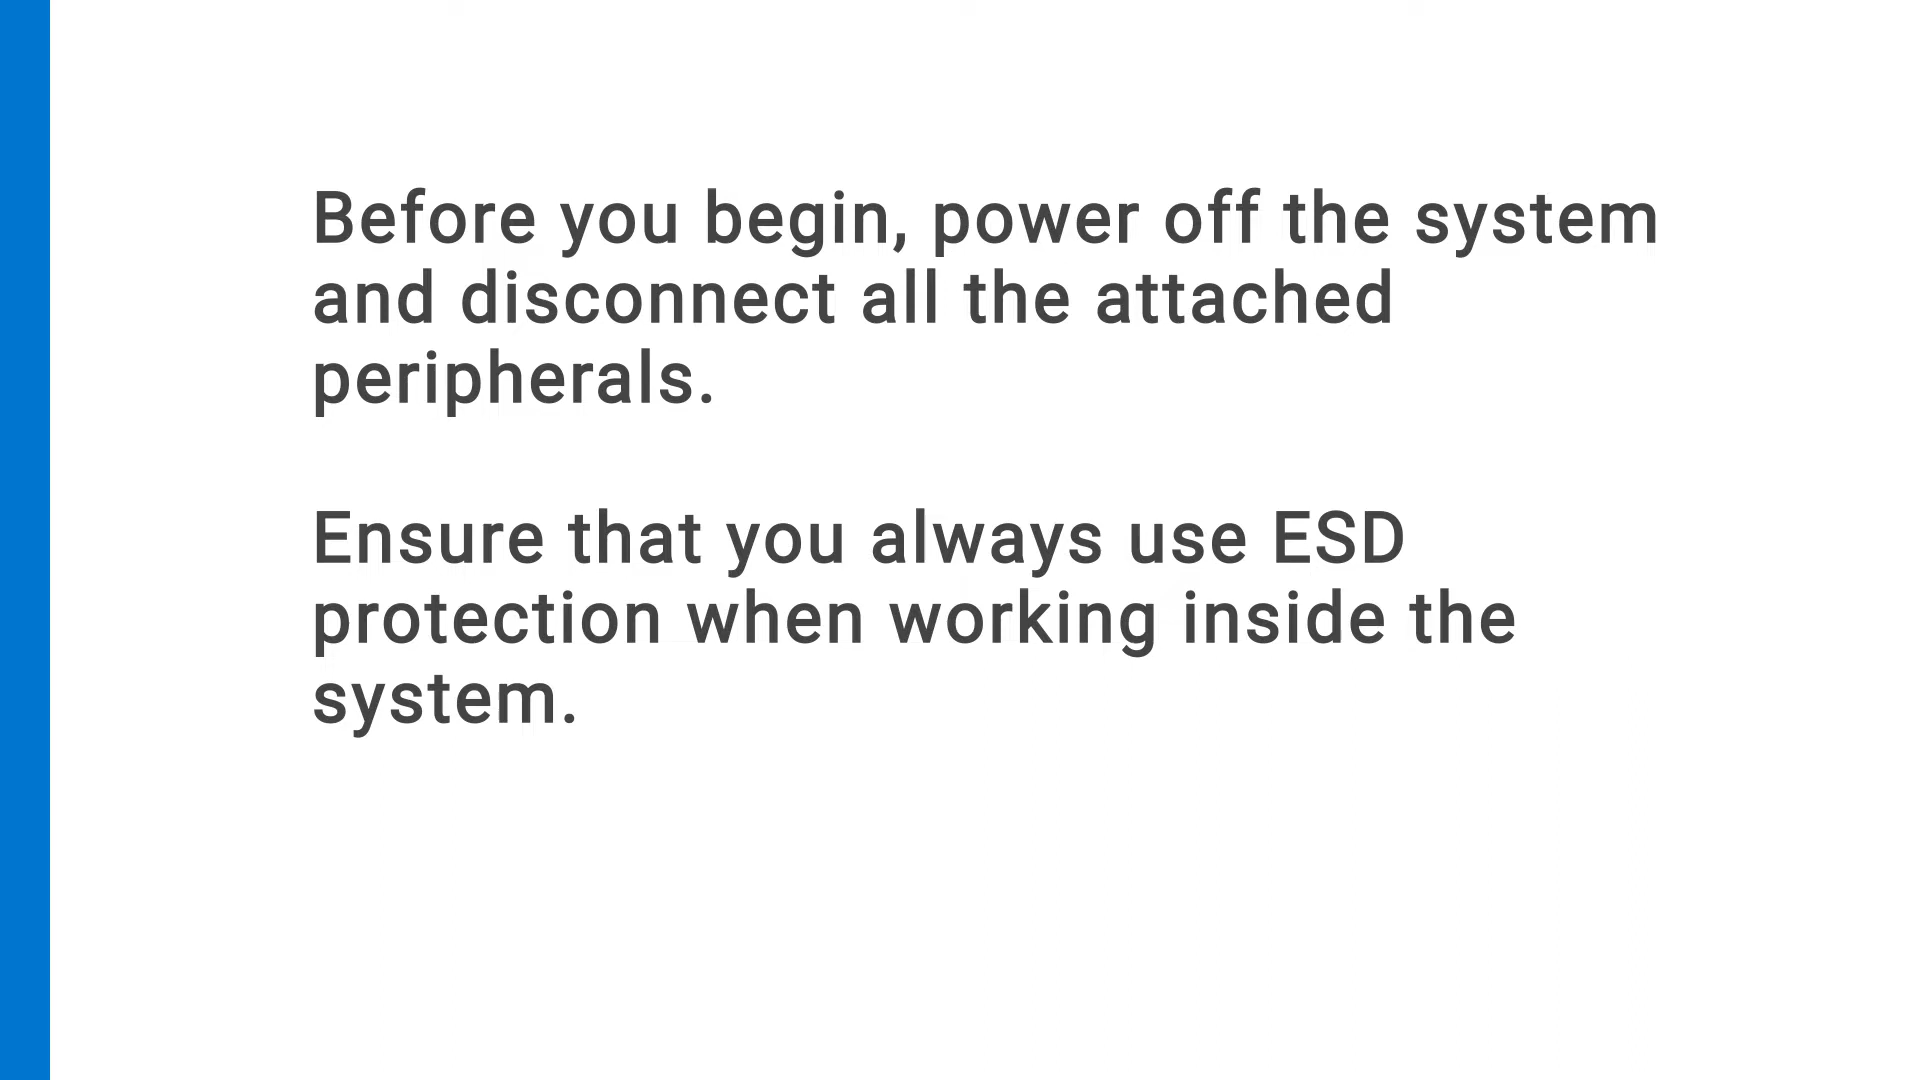 Before you begin, power off the system
and disconnect all the attached
peripherals.
Ensure that you always use ESD
protection when working inside the
system.